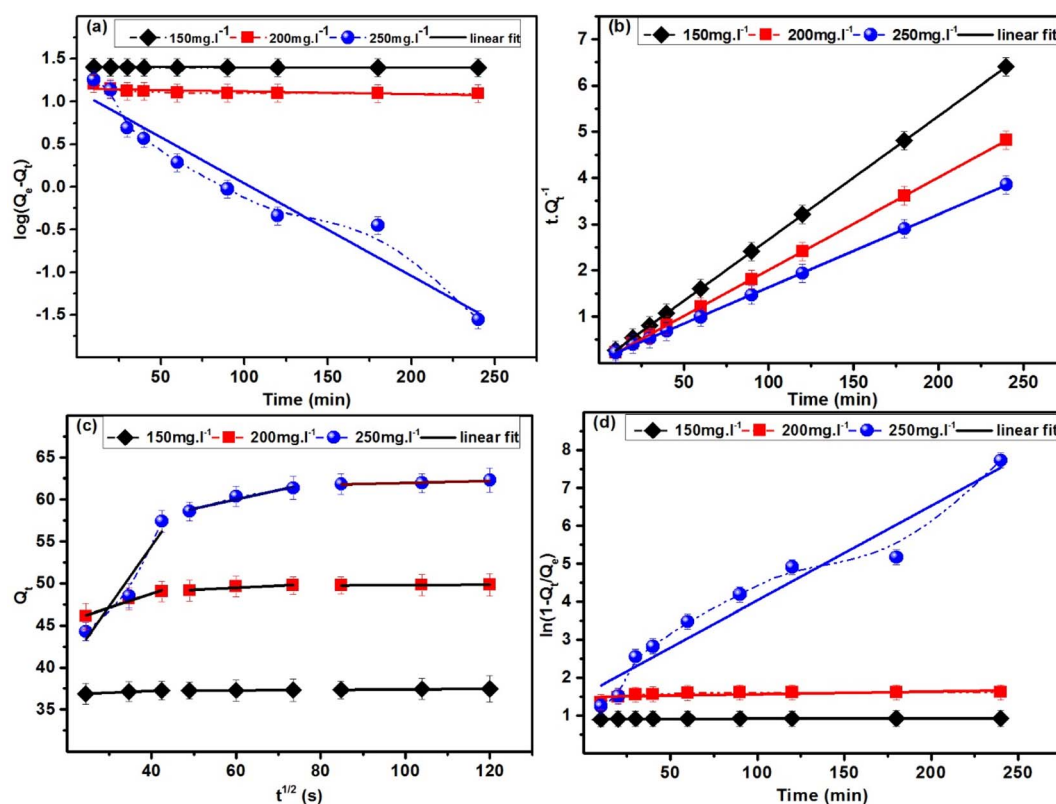 (a)
150mg.l-1 200mg.l-1 250mg.l-1 linear fit
1.5
1.0
0.5
0.0
-0.5
-1.0
-1.5
log(Qe-Qt)
50 100 150 200 250
Time (min)
(b)
150mg.l-1 200mg.l-1 250mg.l-1
linear fit
7
6
5
4
3
2
1
t.Qt-1
50 100 150 200 250
Time (min)
(c)
150mg.l-1 200mg.l-1 250mg.l-1 linear fit
65
60
55
50
45
40
35
Qt
20 40 60 80 100 120
t1/2 (s)
(d)
150mg.l-1 200mg.l-1 250mg.l-1 linear fit
8
7
6
5
4
3
2
1
ln(1-Qt/Qe)
0 50 100 150 200 250
Time (min)